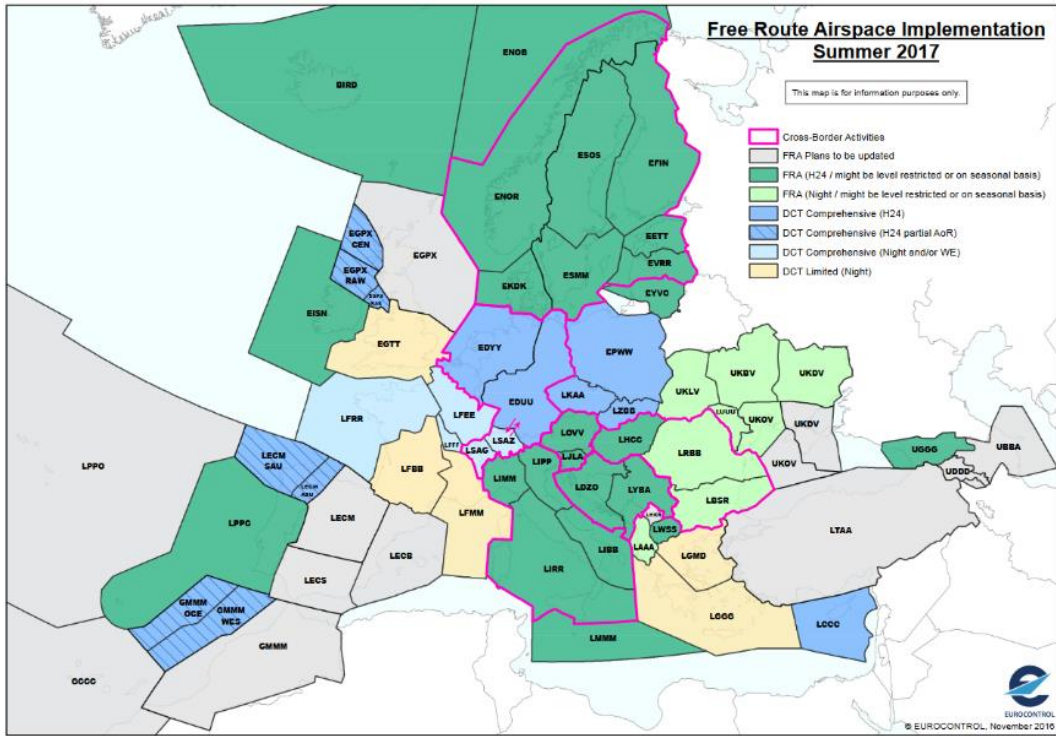 Free Route Airspace Implementation
Summer 2017
This map is for information purposes only.
Cross-Border Activities
FRA Plans to be updated
FRA (H24 / might be level restricted or on seasonal basis)
FRA (Night / might be level restricted or on seasonal basis)
DCT Comprehensive (H24)
DCT Comprehensive (H24 partial AoR)
DCT Comprehensive (Night and/or WE)
DCT Limited (Night)
ENOB
BIRD
ESOS
EFIN
ENOR
EETT
EVRR
EYVC
ESMM
EKDK
EGPX
CEN
EGPX
RAW
EGPX
EISN
EGTT
EDYY
EPWW
EDUU
LKAA
LZBB
UKLV
UKBV
UKDV
LUUU
UKOV
UKDV
UKOV
LFRR
LFEE
LSAZ
LSAG
LOVV
LHCC
LJLA
LIPP
LIMM
LDZO
LYBA
LRBB
LBSR
LWSS
LAAA
LIBB
LIRR
LFBB
LFMM
LPPO
LECM
SAU
LECM
LPPC
LECM
LECB
LECS
GMMM
OCE
GMMM
WES
GMMM
GCCC
LMMM
LGMD
LGGG
LCCC
LTAA
UGGG
UDDD
UBBA
EUROCONTROL
© EUROCONTROL, November 2016